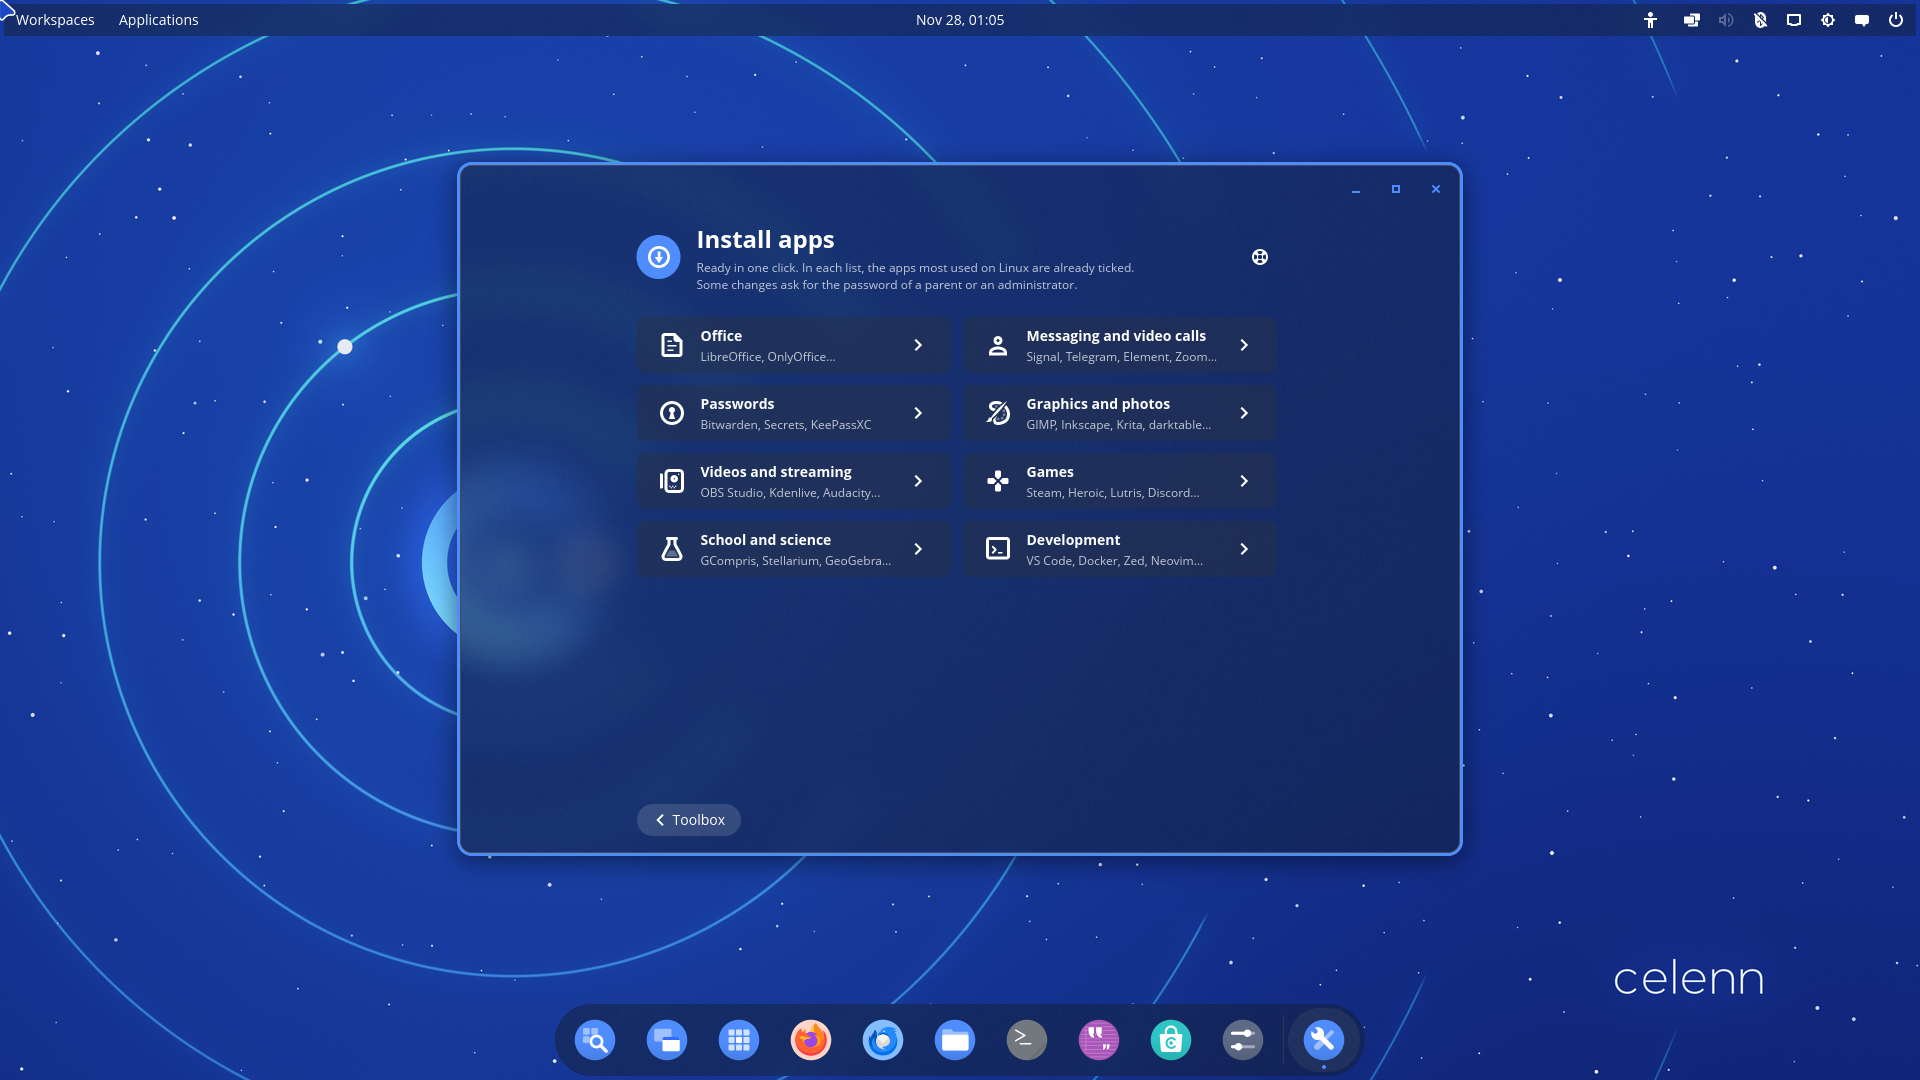 Workspaces Applications Nov 28, 01:05
Install apps
Ready in one click. In each list, the apps most used on Linux are already ticked.
Some changes ask for the password of a parent or an administrator.
Office
LibreOffice, OnlyOffice...
Messaging and video calls
Signal, Telegram, Element, Zoom...
Passwords
Bitwarden, Secrets, KeePassXC
Graphics and photos
GIMP, Inkscape, Krita, darktable...
Videos and streaming
OBS Studio, Kdenlive, Audacity...
Games
Steam, Heroic, Lutris, Discord...
School and science
GCompris, Stellarium, GeoGebra...
Development
VS Code, Docker, Zed, Neovim...
Toolbox
celenn